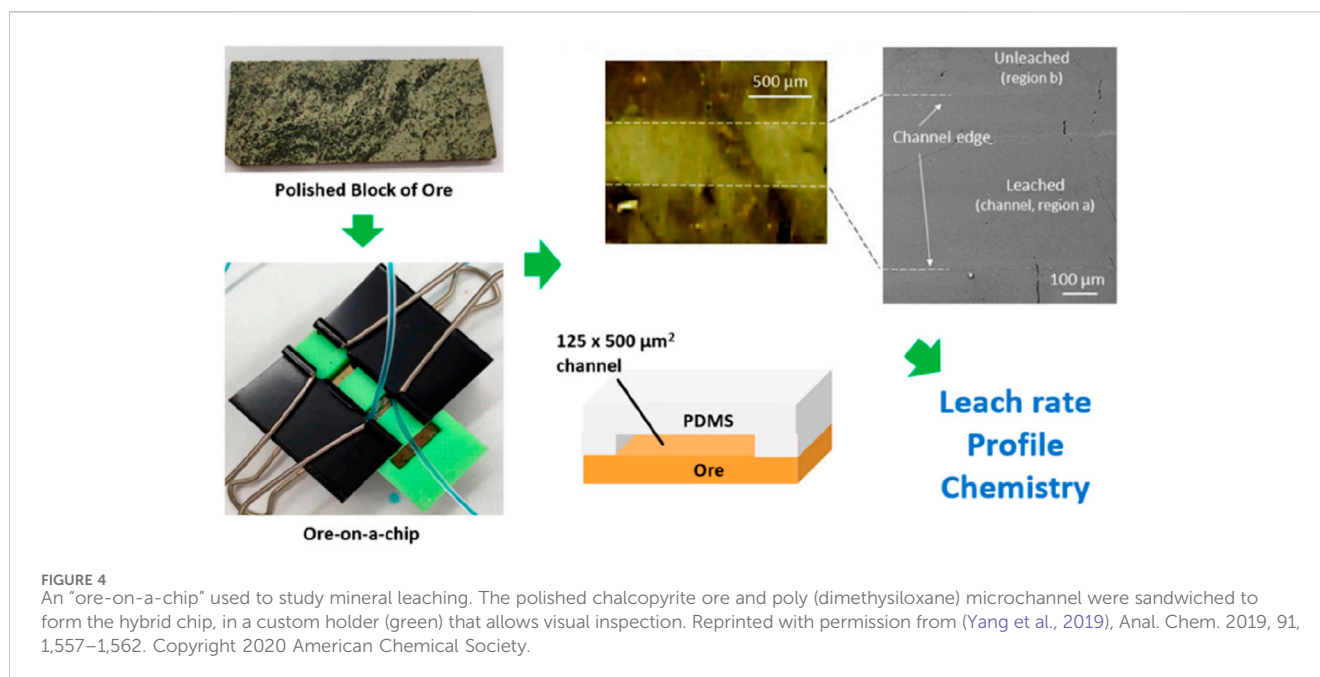 Polished Block of Ore
Ore-on-a-chip
500 µm
Unleached
(region b)
Channel edge
Leached
(channel, region a)
100 µm
125 x 500 µm²
channel
PDMS
Ore
Leach rate
Profile
Chemistry
FIGURE 4
An “ore-on-a-chip” used to study mineral leaching. The polished chalcopyrite ore and poly (dimethysiloxane) microchannel were sandwiched to
form the hybrid chip, in a custom holder (green) that allows visual inspection. Reprinted with permission from (Yang et al., 2019), Anal. Chem. 2019, 91,
1,557–1,562. Copyright 2020 American Chemical Society.